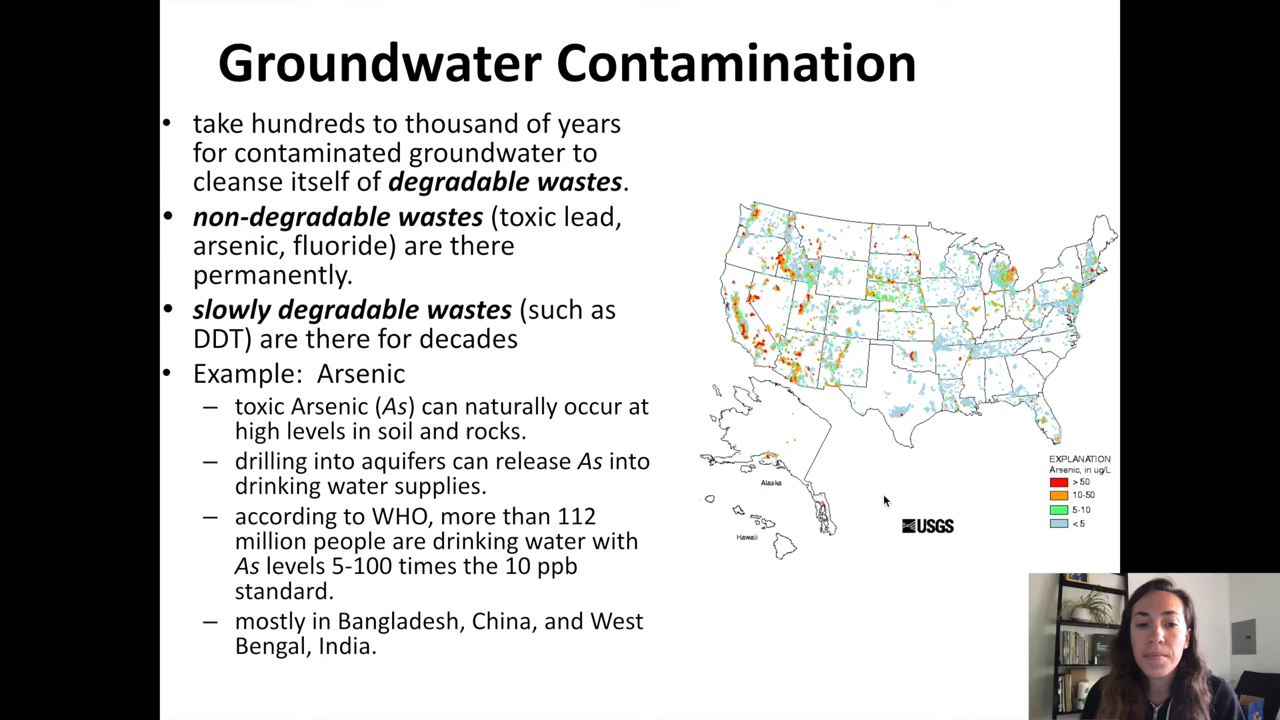 Groundwater Contamination
• take hundreds to thousand of years
for contaminated groundwater to
cleanse itself of degradable wastes.
• non-degradable wastes (toxic lead,
arsenic, fluoride) are there
permanently.
• slowly degradable wastes (such as
DDT) are there for decades
• Example: Arsenic
– toxic Arsenic (As) can naturally occur at
high levels in soil and rocks.
– drilling into aquifers can release As into
drinking water supplies.
– according to WHO, more than 112
million people are drinking water with
As levels 5-100 times the 10 ppb
standard.
– mostly in Bangladesh, China, and West
Bengal, India.
Alaska
Hawaii
USGS
EXPLANATION
Arsenic, in ug/L
> 50
10-50
5-10
< 5